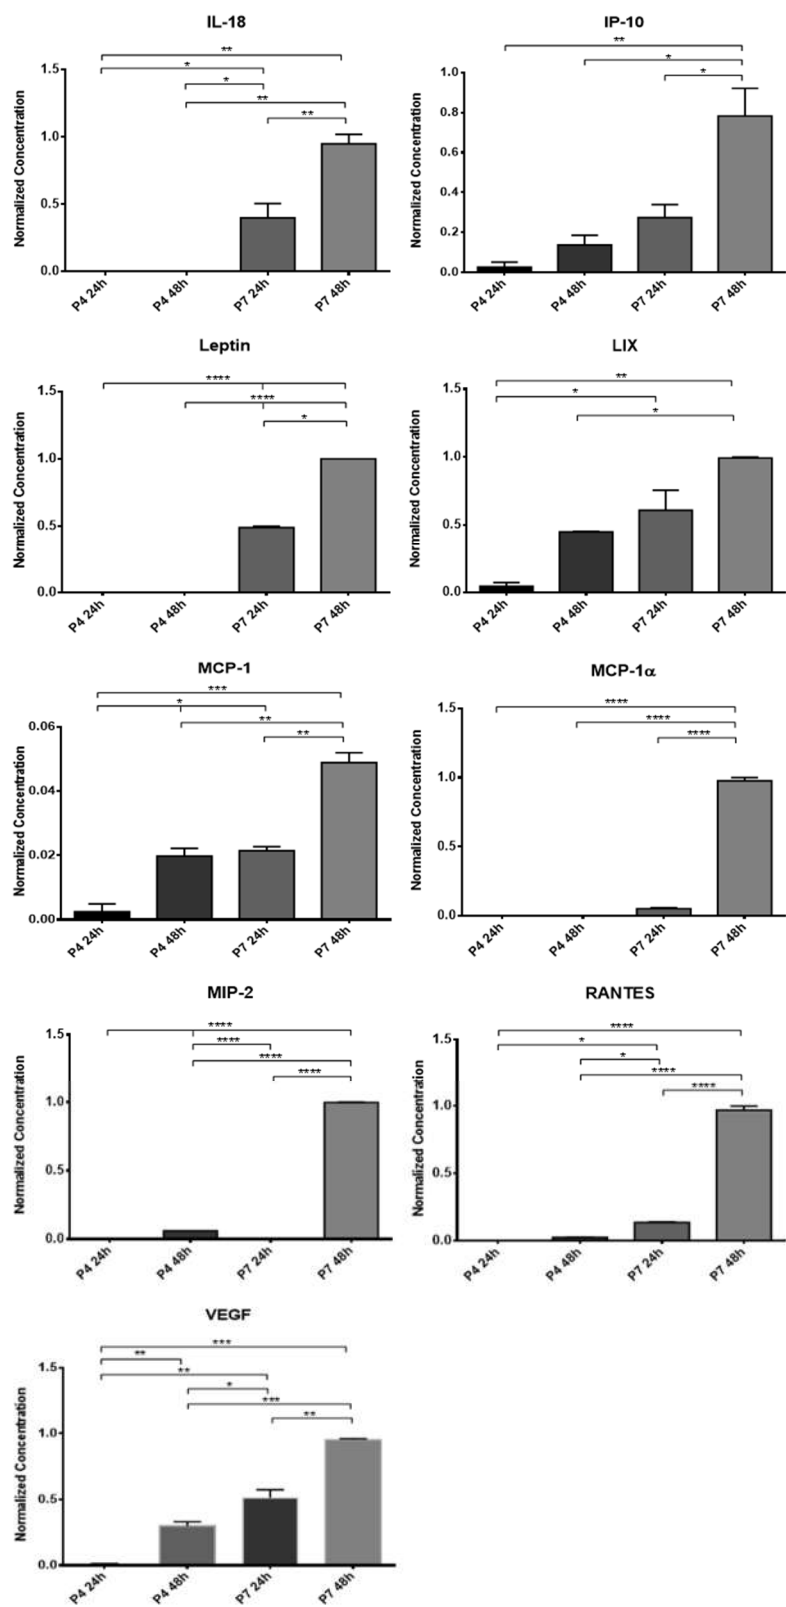 IL-18
**
*
*
**
**
Normalized Concentration
1.5
1.0
0.5
0.0
P4 24h
P4 48h
P7 24h
P7 48h
IP-10
**
*
*
Normalized Concentration
1.0
0.8
0.6
0.4
0.2
0.0
P4 24h
P4 48h
P7 24h
P7 48h
Leptin
****
****
*
Normalized Concentration
1.5
1.0
0.5
0.0
P4 24h
P4 48h
P7 24h
P7 48h
LIX
**
*
*
Normalized Concentration
1.5
1.0
0.5
0.0
P4 24h
P4 48h
P7 24h
P7 48h
MCP-1
***
*
**
**
Normalized Concentration
0.06
0.04
0.02
0.00
P4 24h
P4 48h
P7 24h
P7 48h
MCP-1α
****
****
****
Normalized Concentration
1.5
1.0
0.5
0.0
P4 24h
P4 48h
P7 24h
P7 48h
MIP-2
****
****
****
****
Normalized Concentration
1.5
1.0
0.5
0.0
P4 24h
P4 48h
P7 24h
P7 48h
RANTES
****
*
*
****
****
Normalized Concentration
1.5
1.0
0.5
0.0
P4 24h
P4 48h
P7 24h
P7 48h
VEGF
***
**
**
*
***
**
Normalized Concentration
1.5
1.0
0.5
0.0
P4 24h
P4 48h
P7 24h
P7 48h